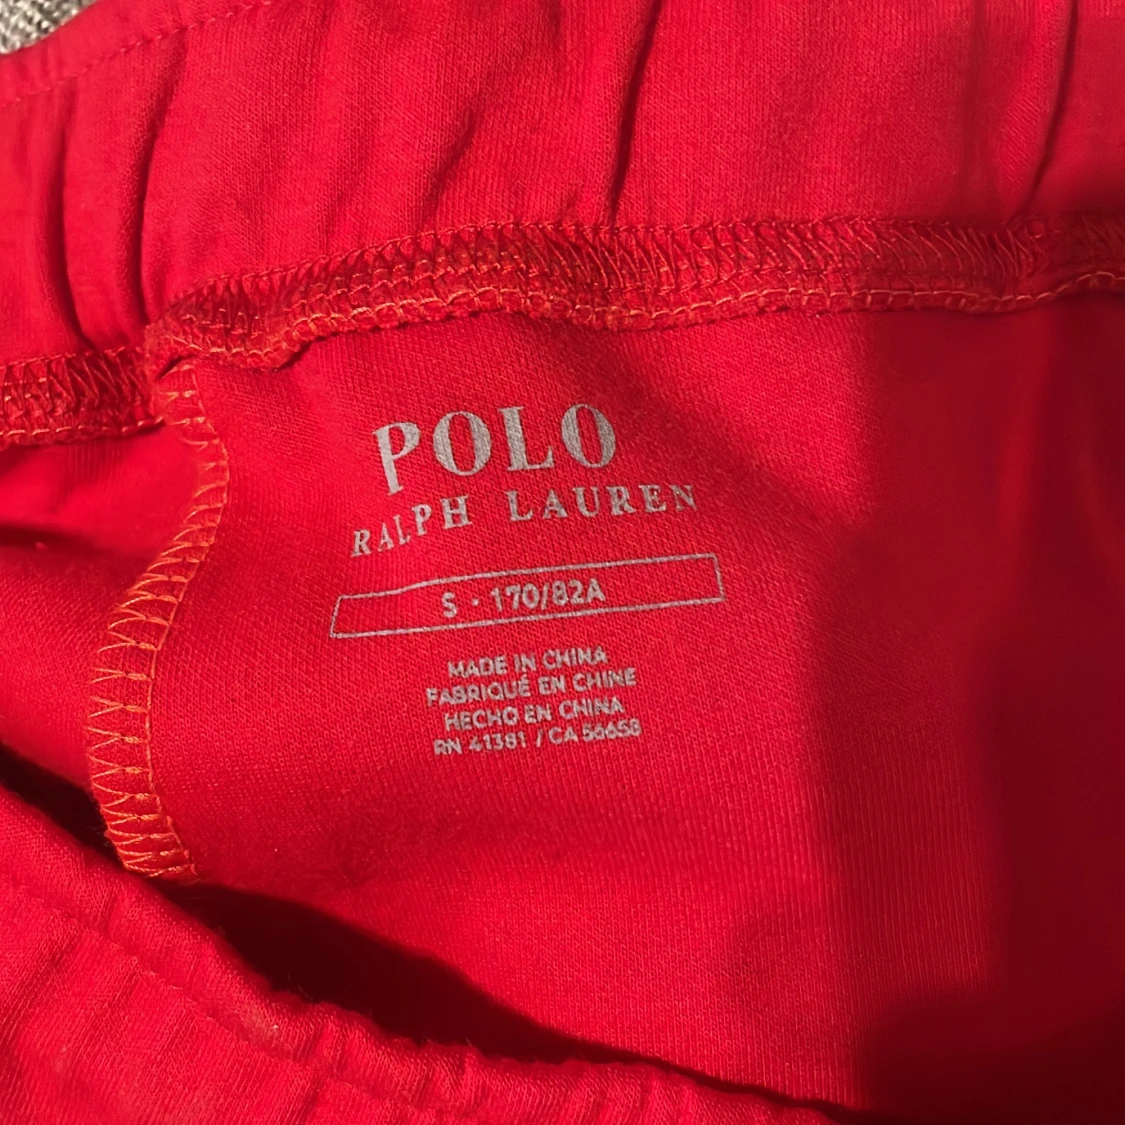 POLO
RALPH LAUREN
S • 170/82A
MADE IN CHINA
FABRIQUÉ EN CHINE
HECHO EN CHINA
RN 41381 / CA 56658